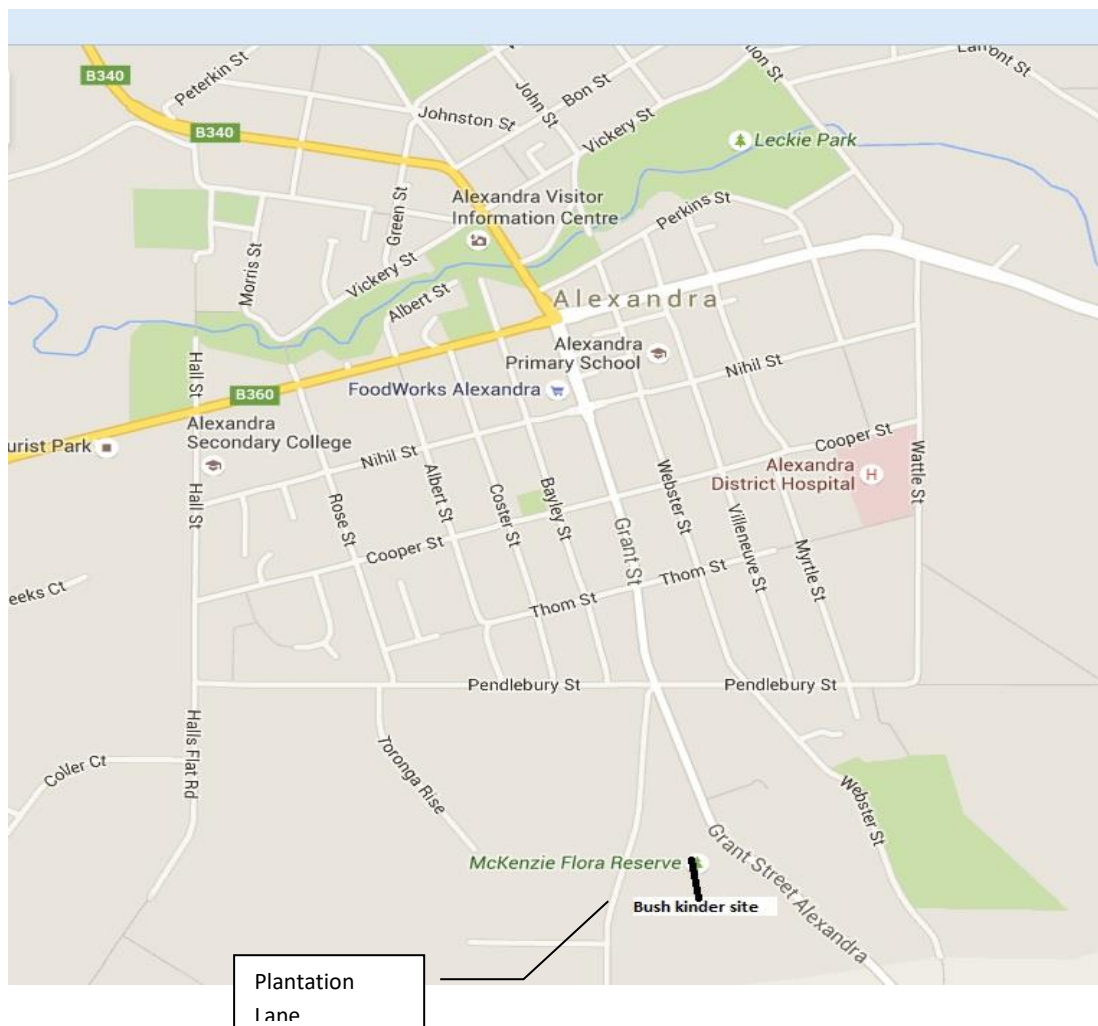 B340
Peterkin St
B340
Johnston St
John St
Bon St
Vickery St
Lamont St
Leckie Park
Alexandra Visitor
Information Centre
Green St
Perkins St
Morris St
Vickery St
Albert St
Alexandra
Alexandra
Primary School
Nihil St
Hall St
B360
FoodWorks Alexandra
Alexandra
Secondary College
Park
Nihil St
Cooper St
Alexandra
District Hospital
H
Wattle St
Hall St
Rose St
Albert St
Coster St
Bayley St
Webster St
Villeneuve St
Cooper St
Grant St
Thom St
Myrtle St
Thom St
Pendlebury St
Pendlebury St
Halls Flat Rd
Toronga Rise
Webster St
McKenzie Flora Reserve
Grant Street Alexandra
Bush kinder site
Plantation
Lane